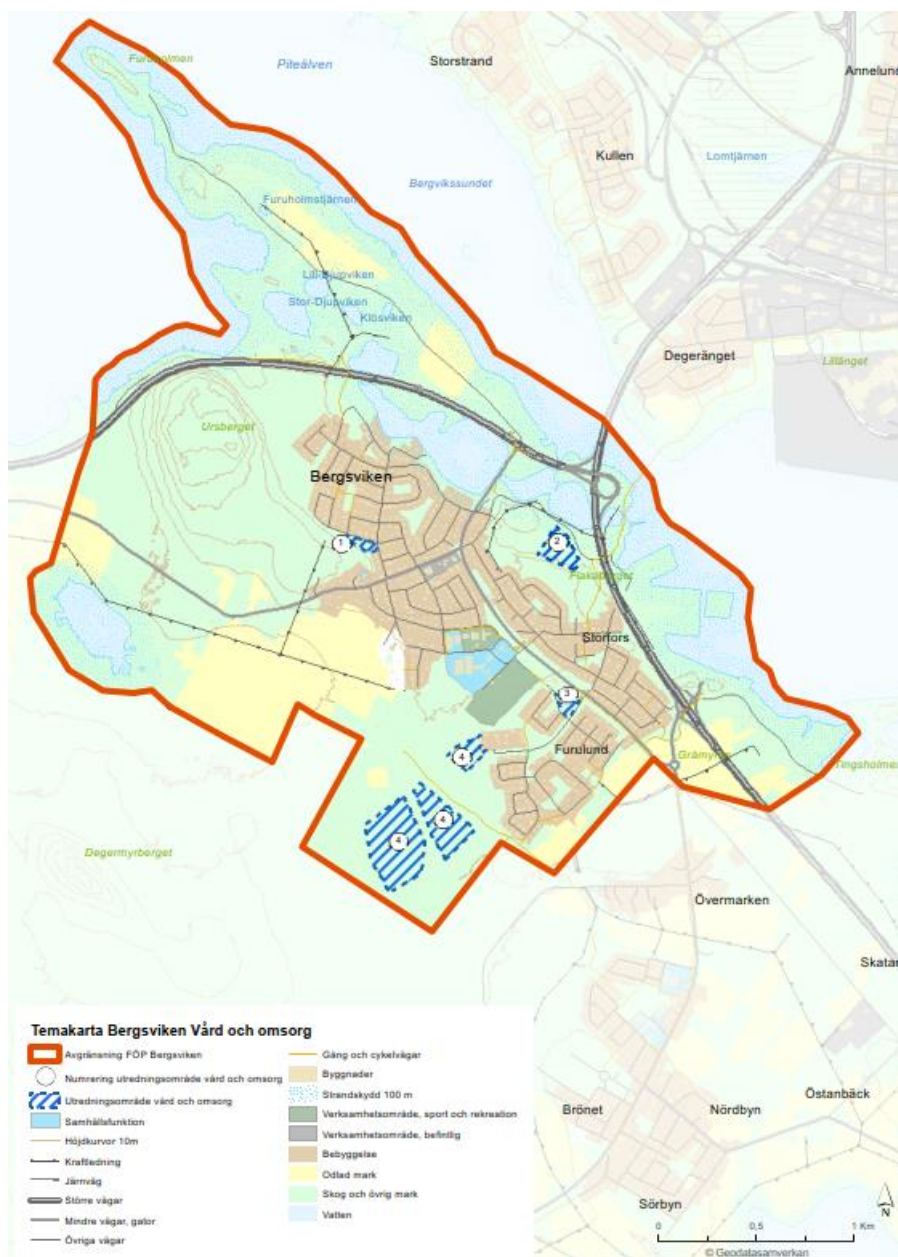 Furuholmen
Piteälven
Storstrand
Annelund
Kullen
Lomtjärnen
Bergvikssundet
Furuholmstjärnen
Lill-Djupviken
Stor-Djupviken
Klösviken
Degeränget
Lillänget
Ursberget
Bergsviken
1
2
Storfors
3
Furulund
4
4
4
Degermyrberget
Övermarken
Skatan
Temakarta Bergsviken Vård och omsorg
Avgränsning FÖP Bergsviken
Numrering utredningsområde vård och omsorg
Utredningsområde vård och omsorg
Samhällsfunktion
Höjdkurvor 10m
Kraftledning
Järnväg
Större vägar
Mindre vägar, gator
Övriga vägar
Gång och cykelvägar
Byggnader
Strandskydd 100 m
Verksamhetsområde, sport och rekreation
Verksamhetsområde, befintlig
Bebyggelse
Odlad mark
Skog och övrig mark
Vatten
Brönet
Nördbyn
Östanbäck
Sörbyn
N
0 0,5 1 Km
© Geodatasamverkan